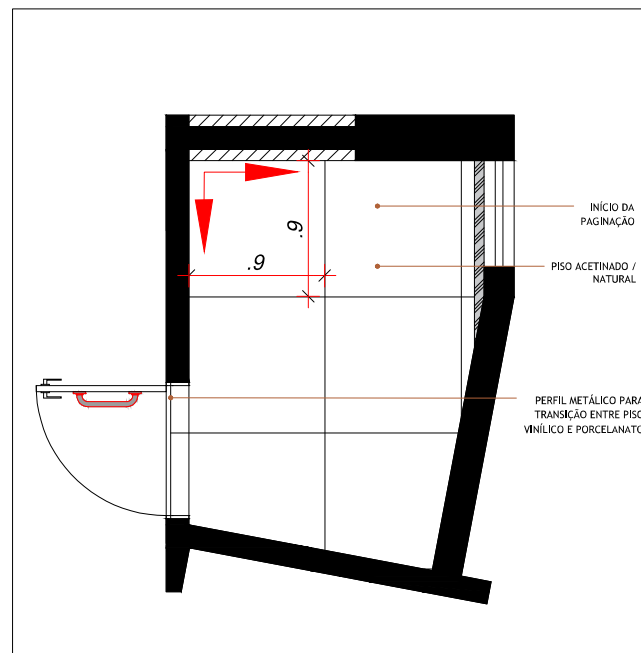 INÍCIO DA
PAGINAÇÃO
.9
.9
PISO ACETINADO /
NATURAL
PERFIL METÁLICO PARA
TRANSIÇÃO ENTRE PISO
VINÍLICO E PORCELANATO